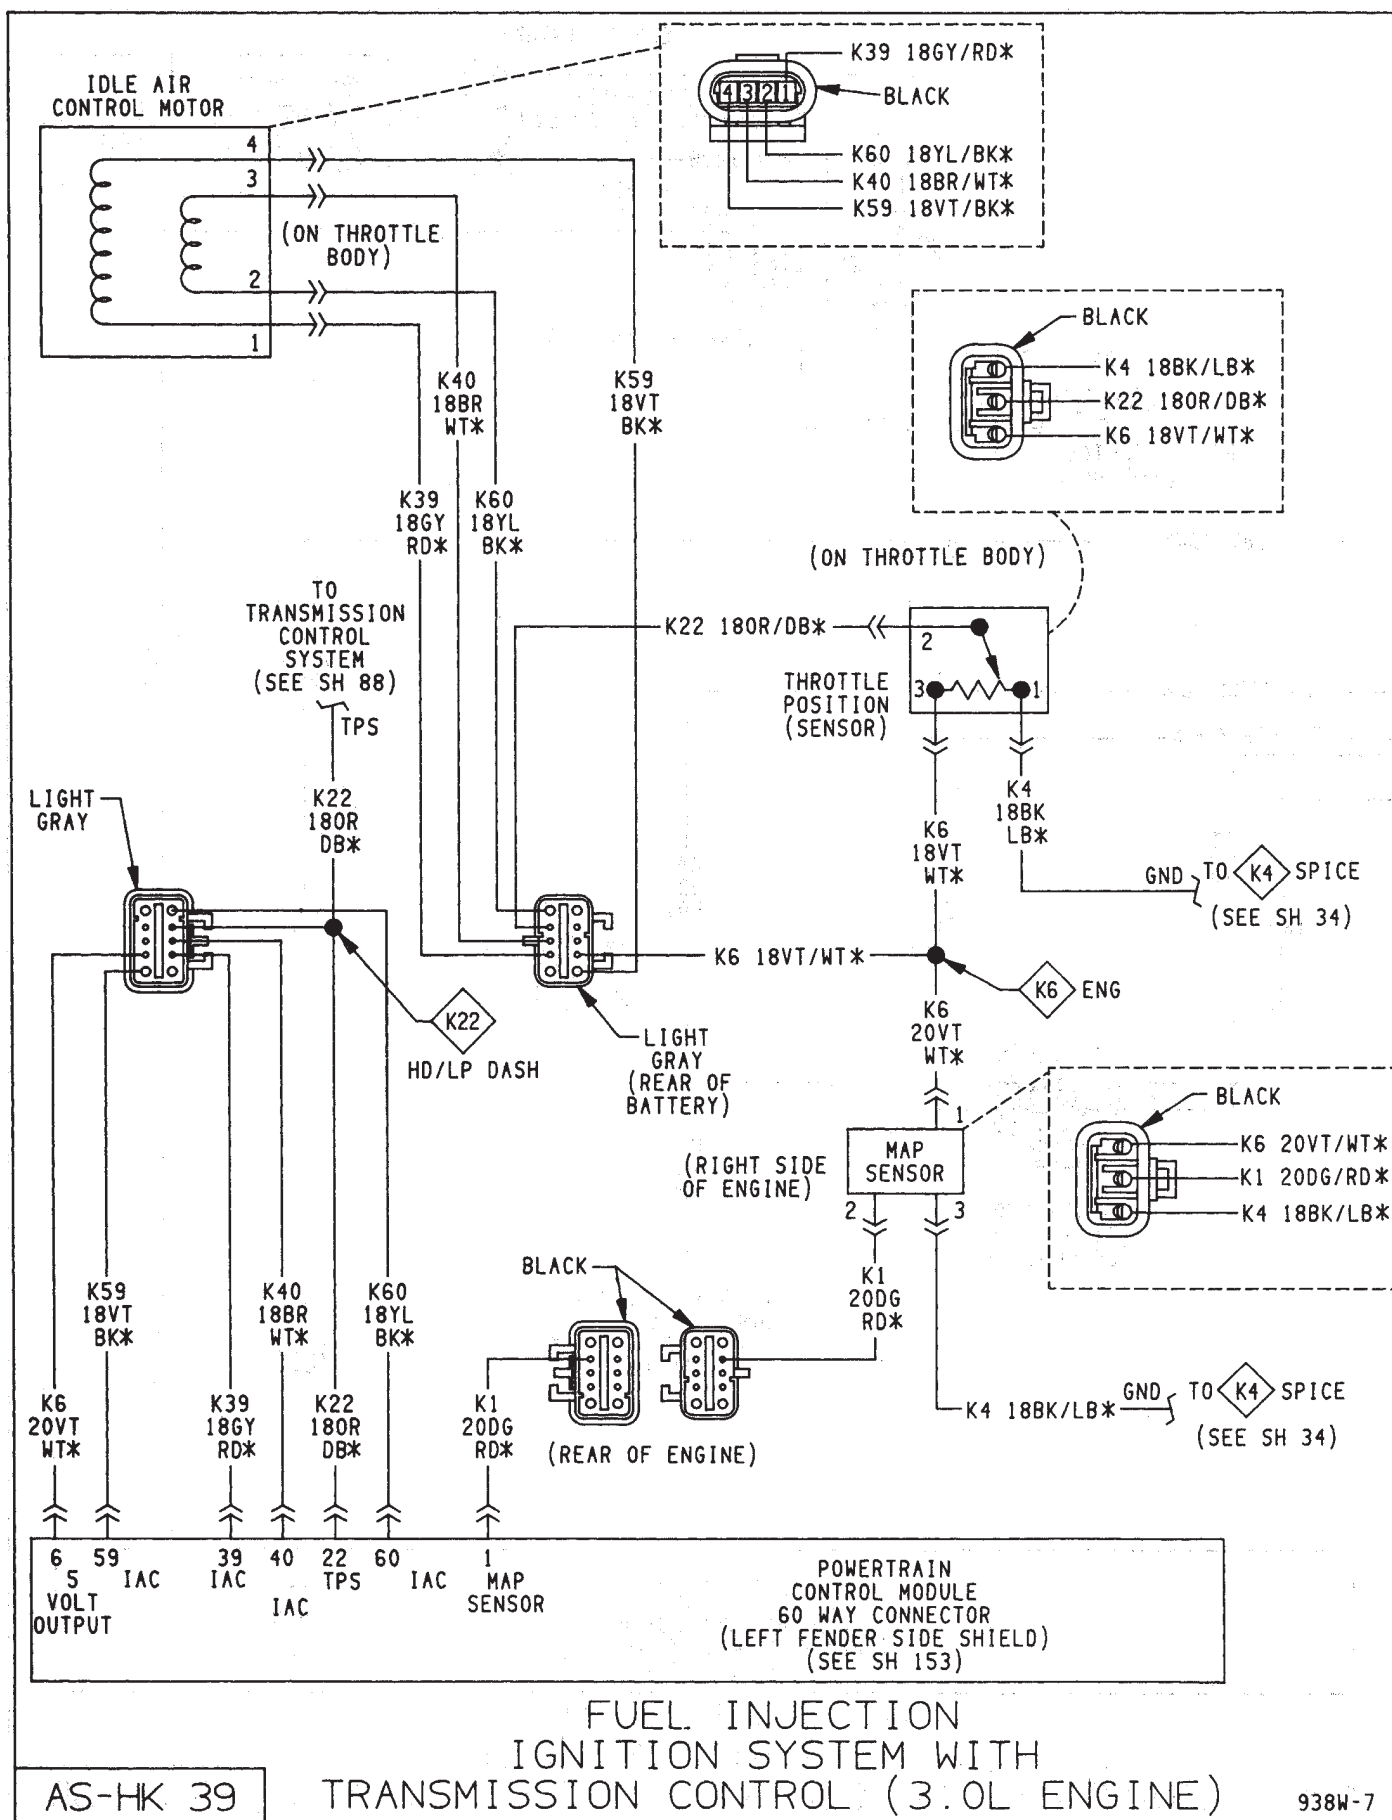 IDLE AIR
CONTROL MOTOR
4
3
2
1
(ON THROTTLE
BODY)
K39 18GY/RD*
BLACK
4 3 2 1
K60 18YL/BK*
K40 18BR/WT*
K59 18VT/BK*
BLACK
K4 18BK/LB*
K22 18OR/DB*
K6 18VT/WT*
K40
18BR
WT*
K59
18VT
BK*
K39
18GY
RD*
K60
18YL
BK*
(ON THROTTLE BODY)
TO
TRANSMISSION
CONTROL
SYSTEM
(SEE SH 88)
TPS
K22 18OR/DB*
2
3
1
THROTTLE
POSITION
(SENSOR)
LIGHT
GRAY
K22
18OR
DB*
K4
18BK
LB*
K6
18VT
WT*
GND TO K4 SPICE
(SEE SH 34)
K6 18VT/WT*
K6 ENG
K22
HD/LP DASH
LIGHT
GRAY
(REAR OF
BATTERY)
K6
20VT
WT*
BLACK
K6 20VT/WT*
K1 20DG/RD*
K4 18BK/LB*
1
MAP
SENSOR
(RIGHT SIDE
OF ENGINE)
2
3
BLACK
K1
20DG
RD*
K59
18VT
BK*
K40
18BR
WT*
K60
18YL
BK*
K6
20VT
WT*
K39
18GY
RD*
K22
18OR
DB*
K1
20DG
RD*
(REAR OF ENGINE)
K4 18BK/LB*
GND TO K4 SPICE
(SEE SH 34)
6 59 39 40 22 60 1
5
VOLT
OUTPUT
IAC
IAC
IAC
TPS
IAC
MAP
SENSOR
POWERTRAIN
CONTROL MODULE
60 WAY CONNECTOR
(LEFT FENDER SIDE SHIELD)
(SEE SH 153)
FUEL INJECTION
IGNITION SYSTEM WITH
TRANSMISSION CONTROL (3.0L ENGINE)
AS-HK 39
938W-7